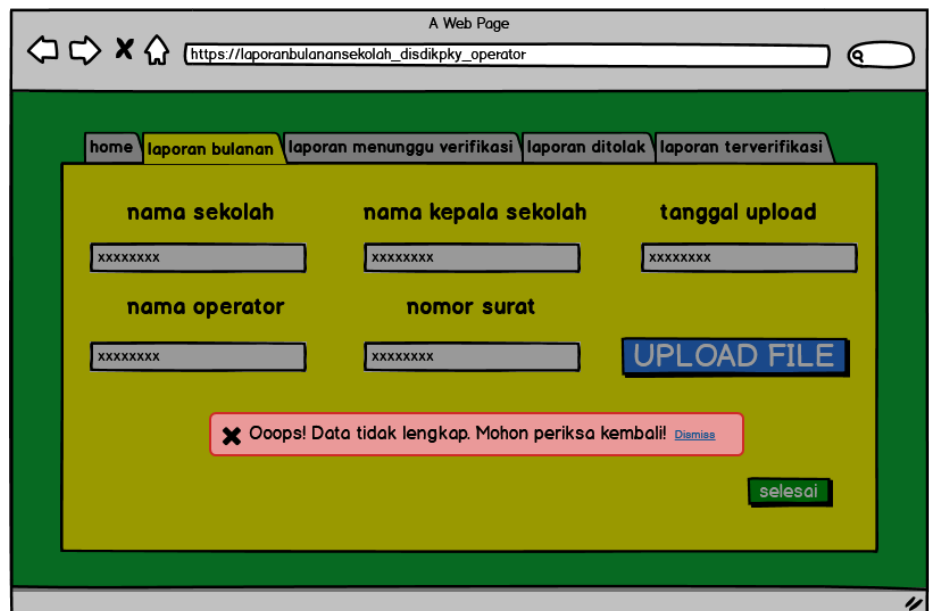 A Web Page
https://laporanbulanansekolah_disdikpky_operator
home laporan bulanan laporan menunggu verifikasi laporan ditolak laporan terverifikasi
nama sekolah nama kepala sekolah tanggal upload
xxxxxxxx xxxxxxxx xxxxxxxx
nama operator nomor surat
xxxxxxxx xxxxxxxx UPLOAD FILE
Ooops! Data tidak lengkap. Mohon periksa kembali! Dismiss
selesai